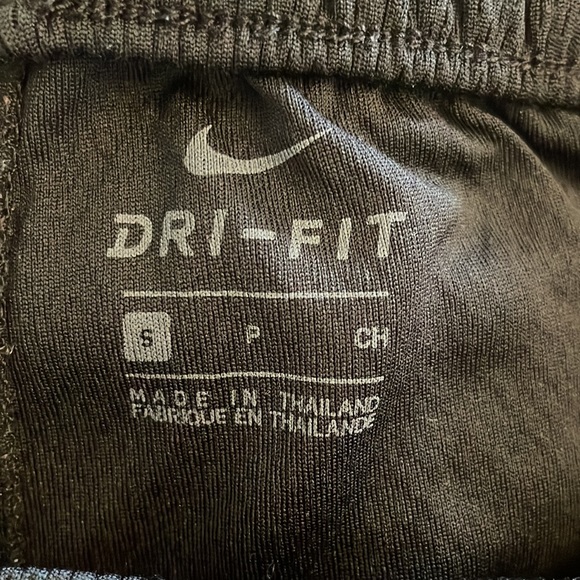 DRI-FIT
S P CH
MADE IN THAILAND
FABRIQUE EN THAILANDE